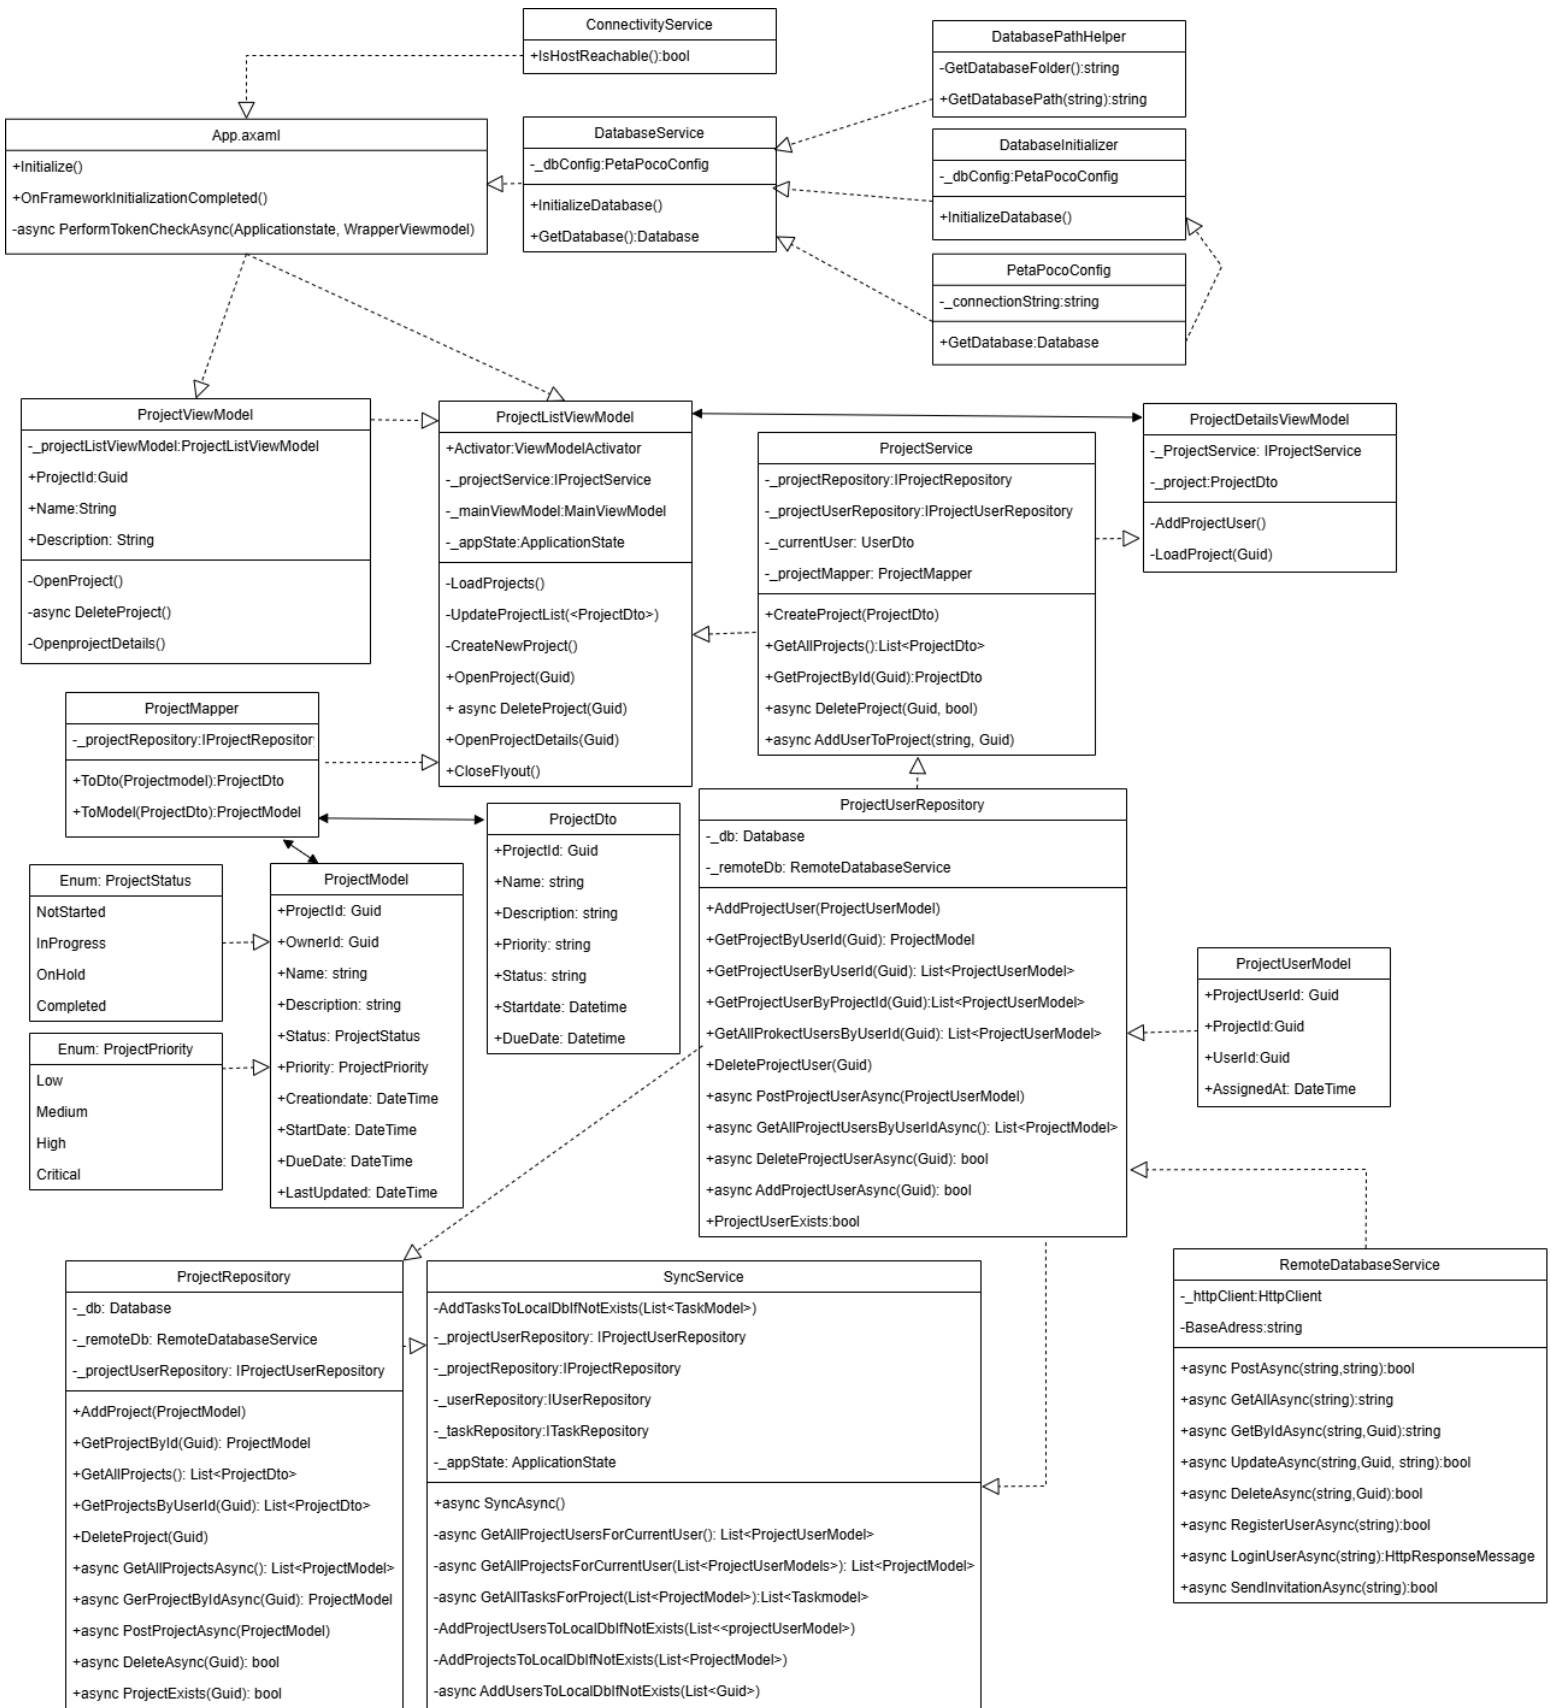 ConnectivityService
+IsHostReachable():bool
DatabasePathHelper
-GetDatabaseFolder():string
+GetDatabasePath(string):string
App.axaml
+Initialize()
+OnFrameworkInitializationCompleted()
-async PerformTokenCheckAsync(Applicationstate, WrapperViewmodel)
DatabaseService
-_dbConfig:PetaPocoConfig
+InitializeDatabase()
+GetDatabase():Database
DatabaseInitializer
-_dbConfig:PetaPocoConfig
+InitializeDatabase()
PetaPocoConfig
-_connectionString:string
+GetDatabase:Database
ProjectViewModel
-_projectListViewModel:ProjectListViewModel
+ProjectId:Guid
+Name:String
+Description: String
-OpenProject()
-async DeleteProject()
-OpenprojectDetails()
ProjectListViewModel
+Activator:ViewModelActivator
-_projectService:IProjectService
-_mainViewModel:MainViewModel
-_appState:ApplicationState
-LoadProjects()
-UpdateProjectList(<ProjectDto>)
-CreateNewProject()
+OpenProject(Guid)
+ async DeleteProject(Guid)
+OpenProjectDetails(Guid)
+CloseFlyout()
ProjectService
-_projectRepository:IProjectRepository
-_projectUserRepository:IProjectUserRepository
-_currentUser: UserDto
-_projectMapper: ProjectMapper
+CreateProject(ProjectDto)
+GetAllProjects():List<ProjectDto>
+GetProjectById(Guid):ProjectDto
+async DeleteProject(Guid, bool)
+async AddUserToProject(string, Guid)
ProjectDetailsViewModel
-_ProjectService: IProjectService
-_project:ProjectDto
-AddProjectUser()
-LoadProject(Guid)
ProjectMapper
-_projectRepository:IProjectRepository
+ToDto(Projectmodel):ProjectDto
+ToModel(ProjectDto):ProjectModel
ProjectDto
+ProjectId: Guid
+Name: string
+Description: string
+Priority: string
+Status: string
+Startdate: Datetime
+DueDate: Datetime
Enum: ProjectStatus
NotStarted
InProgress
OnHold
Completed
Enum: ProjectPriority
Low
Medium
High
Critical
ProjectModel
+ProjectId: Guid
+OwnerId: Guid
+Name: string
+Description: string
+Status: ProjectStatus
+Priority: ProjectPriority
+Creationdate: DateTime
+StartDate: DateTime
+DueDate: DateTime
+LastUpdated: DateTime
ProjectUserRepository
-_db: Database
-_remoteDb: RemoteDatabaseService
+AddProjectUser(ProjectUserModel)
+GetProjectByUserId(Guid): ProjectModel
+GetProjectUserByUserId(Guid): List<ProjectUserModel>
+GetProjectUserByProjectId(Guid):List<ProjectUserModel>
+GetAllProkectUsersByUserId(Guid): List<ProjectUserModel>
+DeleteProjectUser(Guid)
+async PostProjectUserAsync(ProjectUserModel)
+async GetAllProjectUsersByUserIdAsync(): List<ProjectModel>
+async DeleteProjectUserAsync(Guid): bool
+async AddProjectUserAsync(Guid): bool
+ProjectUserExists:bool
ProjectUserModel
+ProjectUserId: Guid
+ProjectId:Guid
+UserId:Guid
+AssignedAt: DateTime
ProjectRepository
-_db: Database
-_remoteDb: RemoteDatabaseService
-_projectUserRepository: IProjectUserRepository
+AddProject(ProjectModel)
+GetProjectById(Guid): ProjectModel
+GetAllProjects(): List<ProjectDto>
+GetProjectsByUserId(Guid): List<ProjectDto>
+DeleteProject(Guid)
+async GetAllProjectsAsync(): List<ProjectModel>
+async GerProjectByIdAsync(Guid): ProjectModel
+async PostProjectAsync(ProjectModel)
+async DeleteAsync(Guid): bool
+async ProjectExists(Guid): bool
SyncService
-AddTasksToLocalDbIfNotExists(List<TaskModel>)
-_projectUserRepository: IProjectUserRepository
-_projectRepository:IProjectRepository
-_userRepository:IUserRepository
-_taskRepository:ITaskRepository
-_appState: ApplicationState
+async SyncAsync()
-async GetAllProjectUsersForCurrentUser(): List<ProjectUserModel>
-async GetAllProjectsForCurrentUser(List<ProjectUserModels>): List<ProjectModel>
-async GetAllTasksForProject(List<ProjectModel>):List<Taskmodel>
-AddProjectUsersToLocalDbIfNotExists(List<<projectUserModel>)
-AddProjectsToLocalDbIfNotExists(List<ProjectModel>)
-async AddUsersToLocalDbIfNotExists(List<Guid>)
RemoteDatabaseService
-_httpClient:HttpClient
-BaseAdress:string
+async PostAsync(string,string):bool
+async GetAllAsync(string):string
+async GetByIdAsync(string,Guid):string
+async UpdateAsync(string,Guid, string):bool
+async DeleteAsync(string,Guid):bool
+async RegisterUserAsync(string):bool
+async LoginUserAsync(string):HttpResponseMessage
+async SendInvitationAsync(string):bool